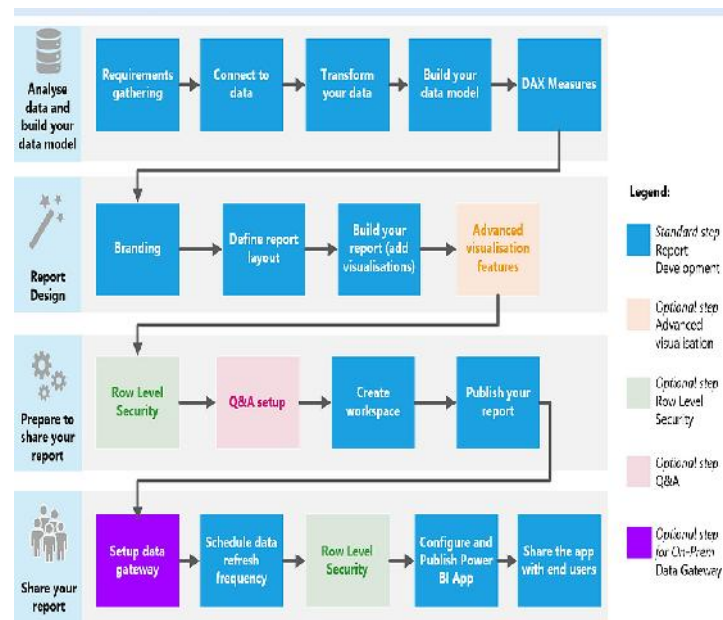 Analyse
data and
build your
data model
Requirements
gathering
Connect to
data
Transform
your data
Build your
data model
DAX Measures
Report
Design
Branding
Define report
layout
Build your
report (add
visualisations)
Advanced
visualisation
features
Prepare to
share your
report
Row Level
Security
Q&A setup
Create
workspace
Publish your
report
Share your
report
Setup data
gateway
Schedule data
refresh
frequency
Row Level
Security
Configure and
Publish Power
BI App
Share the app
with end users
Legend:
Standard step
Report
Development
Optional step
Advanced
visualisation
Optional step
Row Level
Security
Optional step
Q&A
Optional step
for On-Prem
Data Gateway